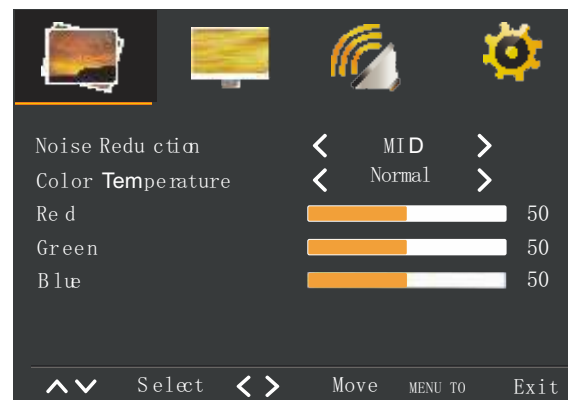 Noise Reduction MID
Color Temperature Normal
Red 50
Green 50
Blue 50
Select Move MENU TO Exit